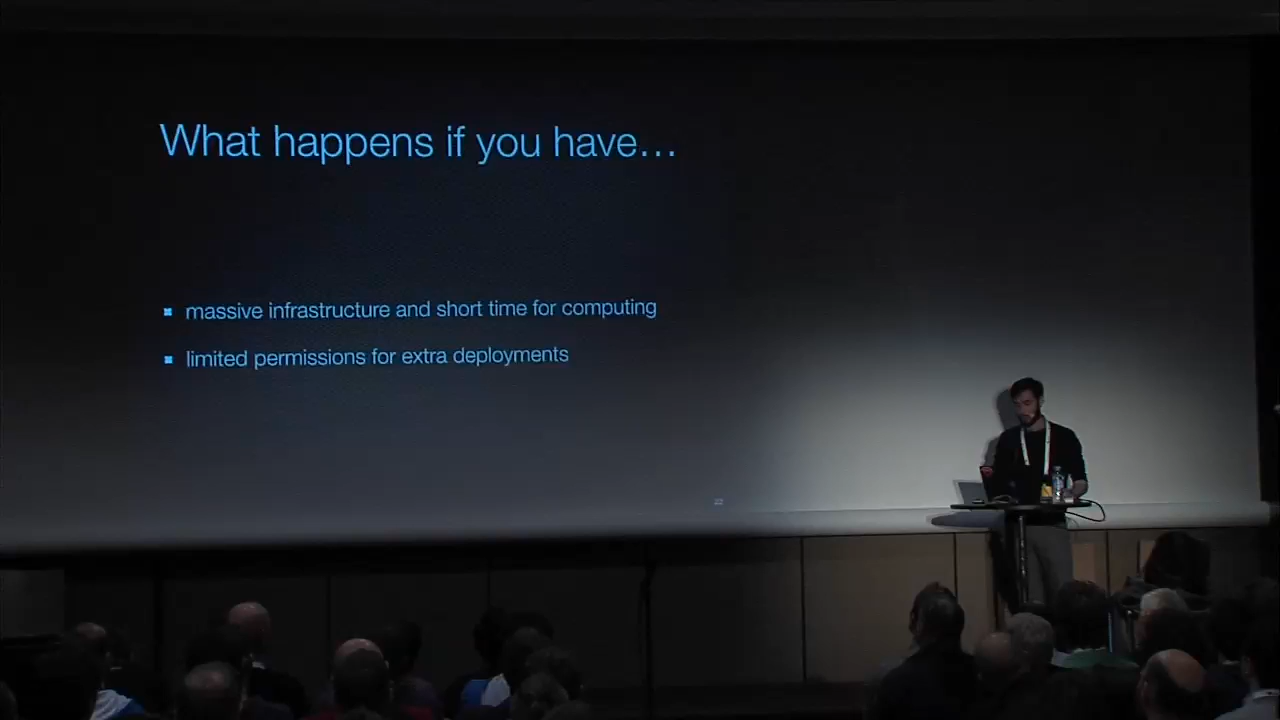 What happens if you have…
massive infrastructure and short time for computing
limited permissions for extra deployments